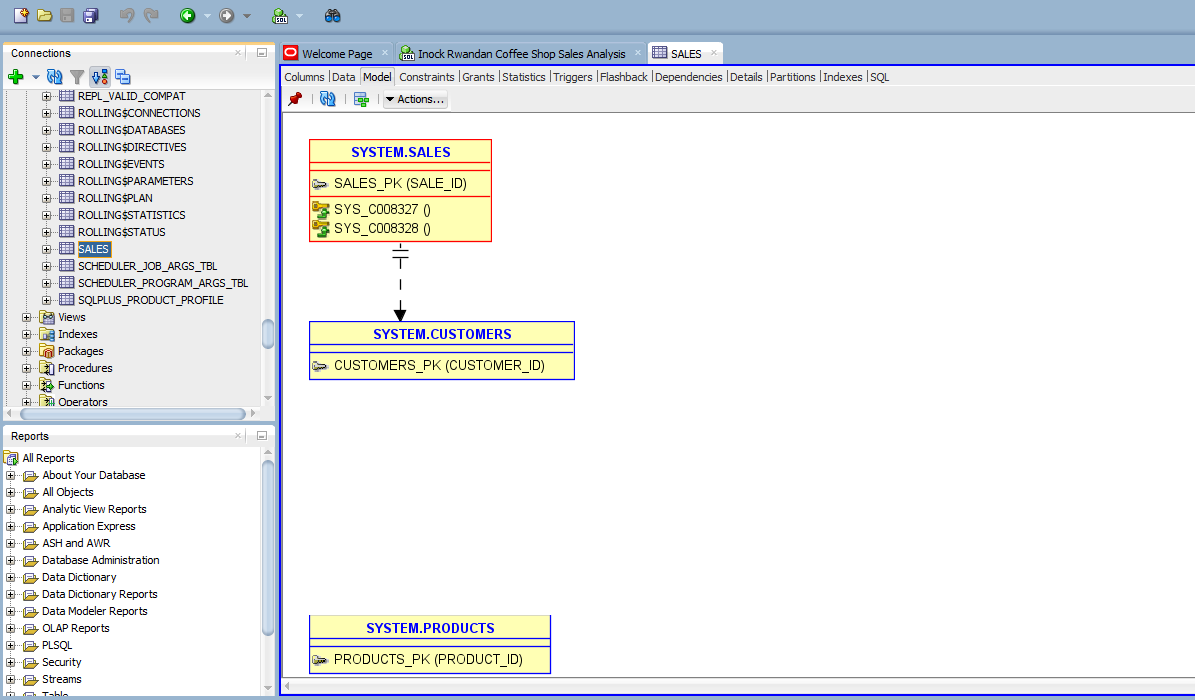 SQL
SQL
Connections
REPL_VALID_COMPAT
ROLLING$CONNECTIONS
ROLLING$DATABASES
ROLLING$DIRECTIVES
ROLLING$EVENTS
ROLLING$PARAMETERS
ROLLING$PLAN
ROLLING$STATISTICS
ROLLING$STATUS
SALES
SCHEDULER_JOB_ARGS_TBL
SCHEDULER_PROGRAM_ARGS_TBL
SQLPLUS_PRODUCT_PROFILE
Views
Indexes
Packages
Procedures
Functions
Operators
Reports
All Reports
About Your Database
All Objects
Analytic View Reports
Application Express
ASH and AWR
Database Administration
Data Dictionary
Data Dictionary Reports
Data Modeler Reports
OLAP Reports
PLSQL
Security
Streams
Table
Welcome Page
Inock Rwandan Coffee Shop Sales Analysis
SALES
Columns Data Model Constraints Grants Statistics Triggers Flashback Dependencies Details Partitions Indexes SQL
Actions...
SYSTEM.SALES
SALES_PK (SALE_ID)
SYS_C008327 ()
SYS_C008328 ()
SYSTEM.CUSTOMERS
CUSTOMERS_PK (CUSTOMER_ID)
SYSTEM.PRODUCTS
PRODUCTS_PK (PRODUCT_ID)